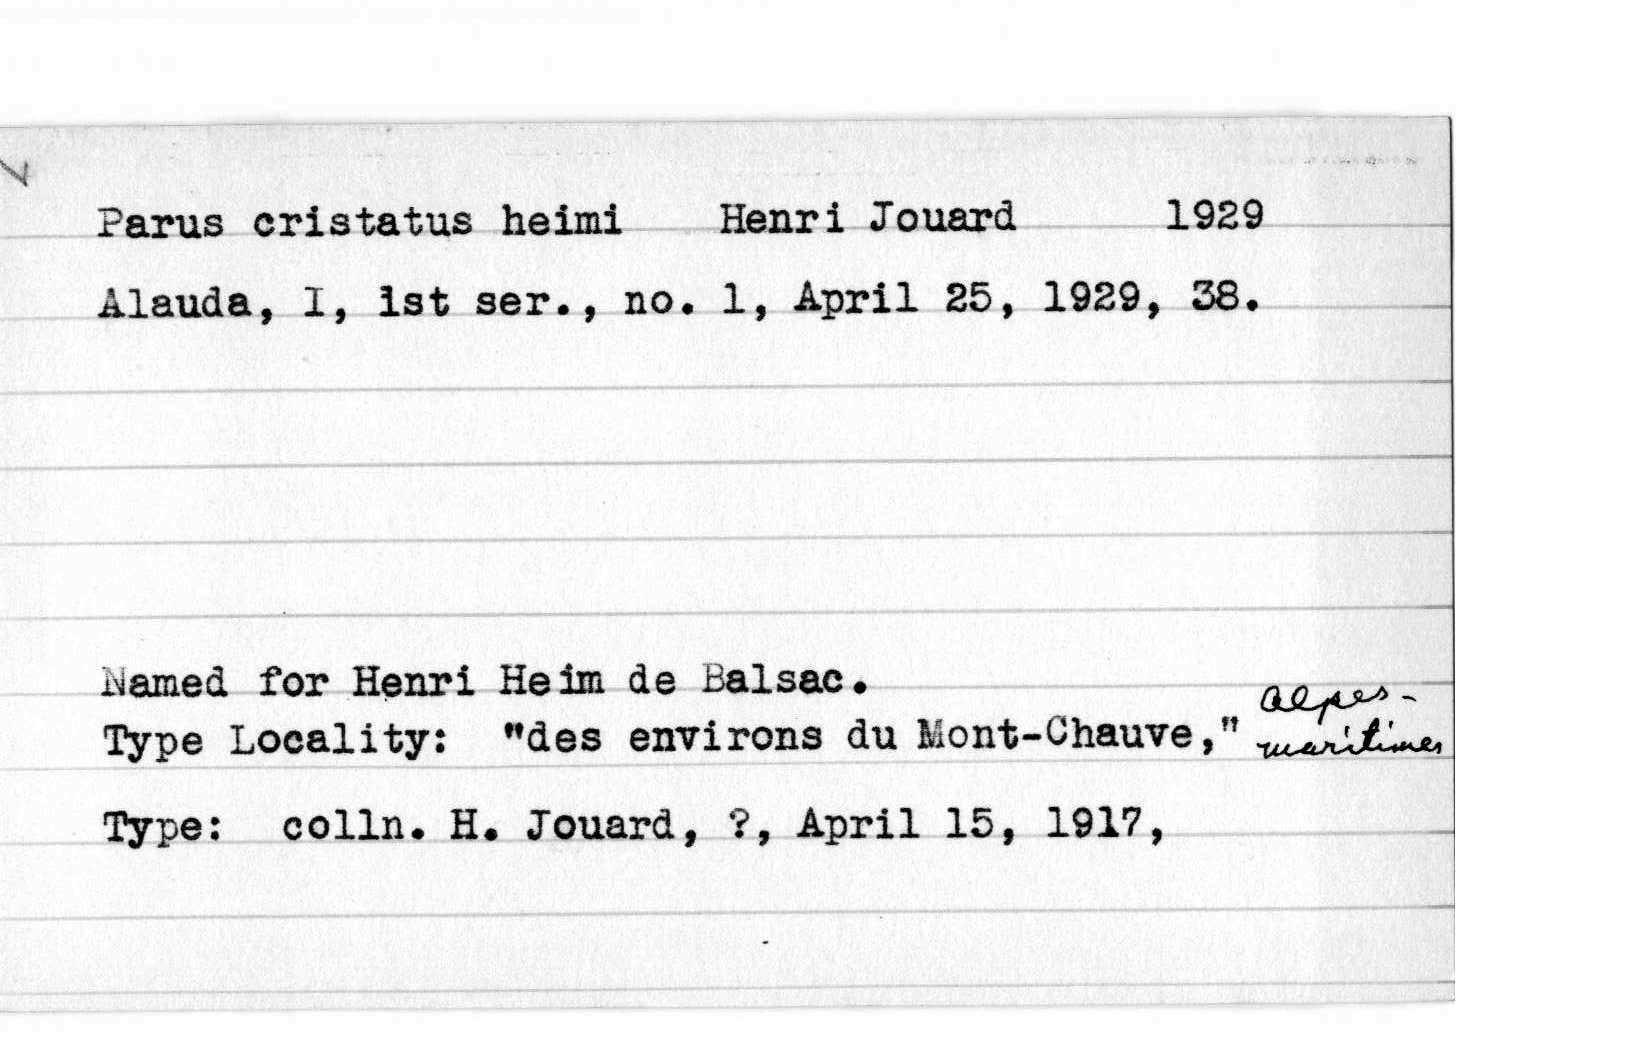 Parus cristatus heimi Henri Jouard 1929
Alauda, I, 1st ser., no. 1, April 25, 1929, 38.
Named for Henri Heim de Balsac.
Type Locality: "des environs du Mont-Chauve," Alpes-
maritimes
Type: colln. H. Jouard, ?, April 15, 1917,